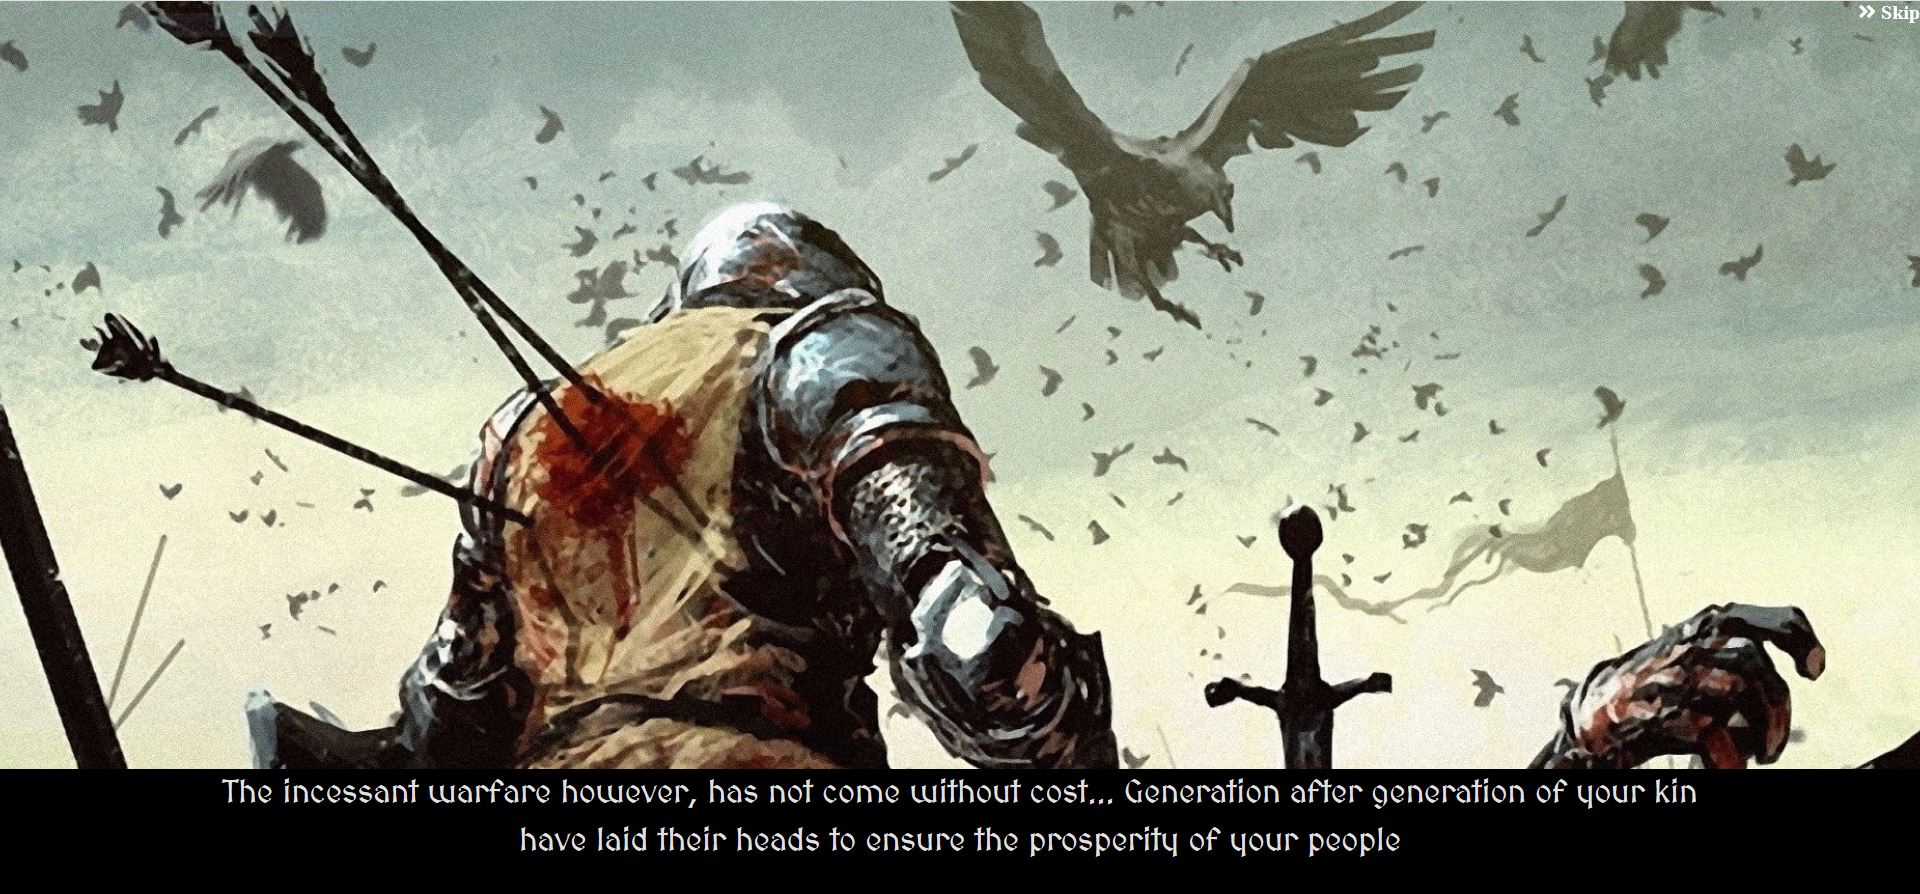 » Skip
The incessant warfare however, has not come without cost... Generation after generation of your kin
have laid their heads to ensure the prosperity of your people